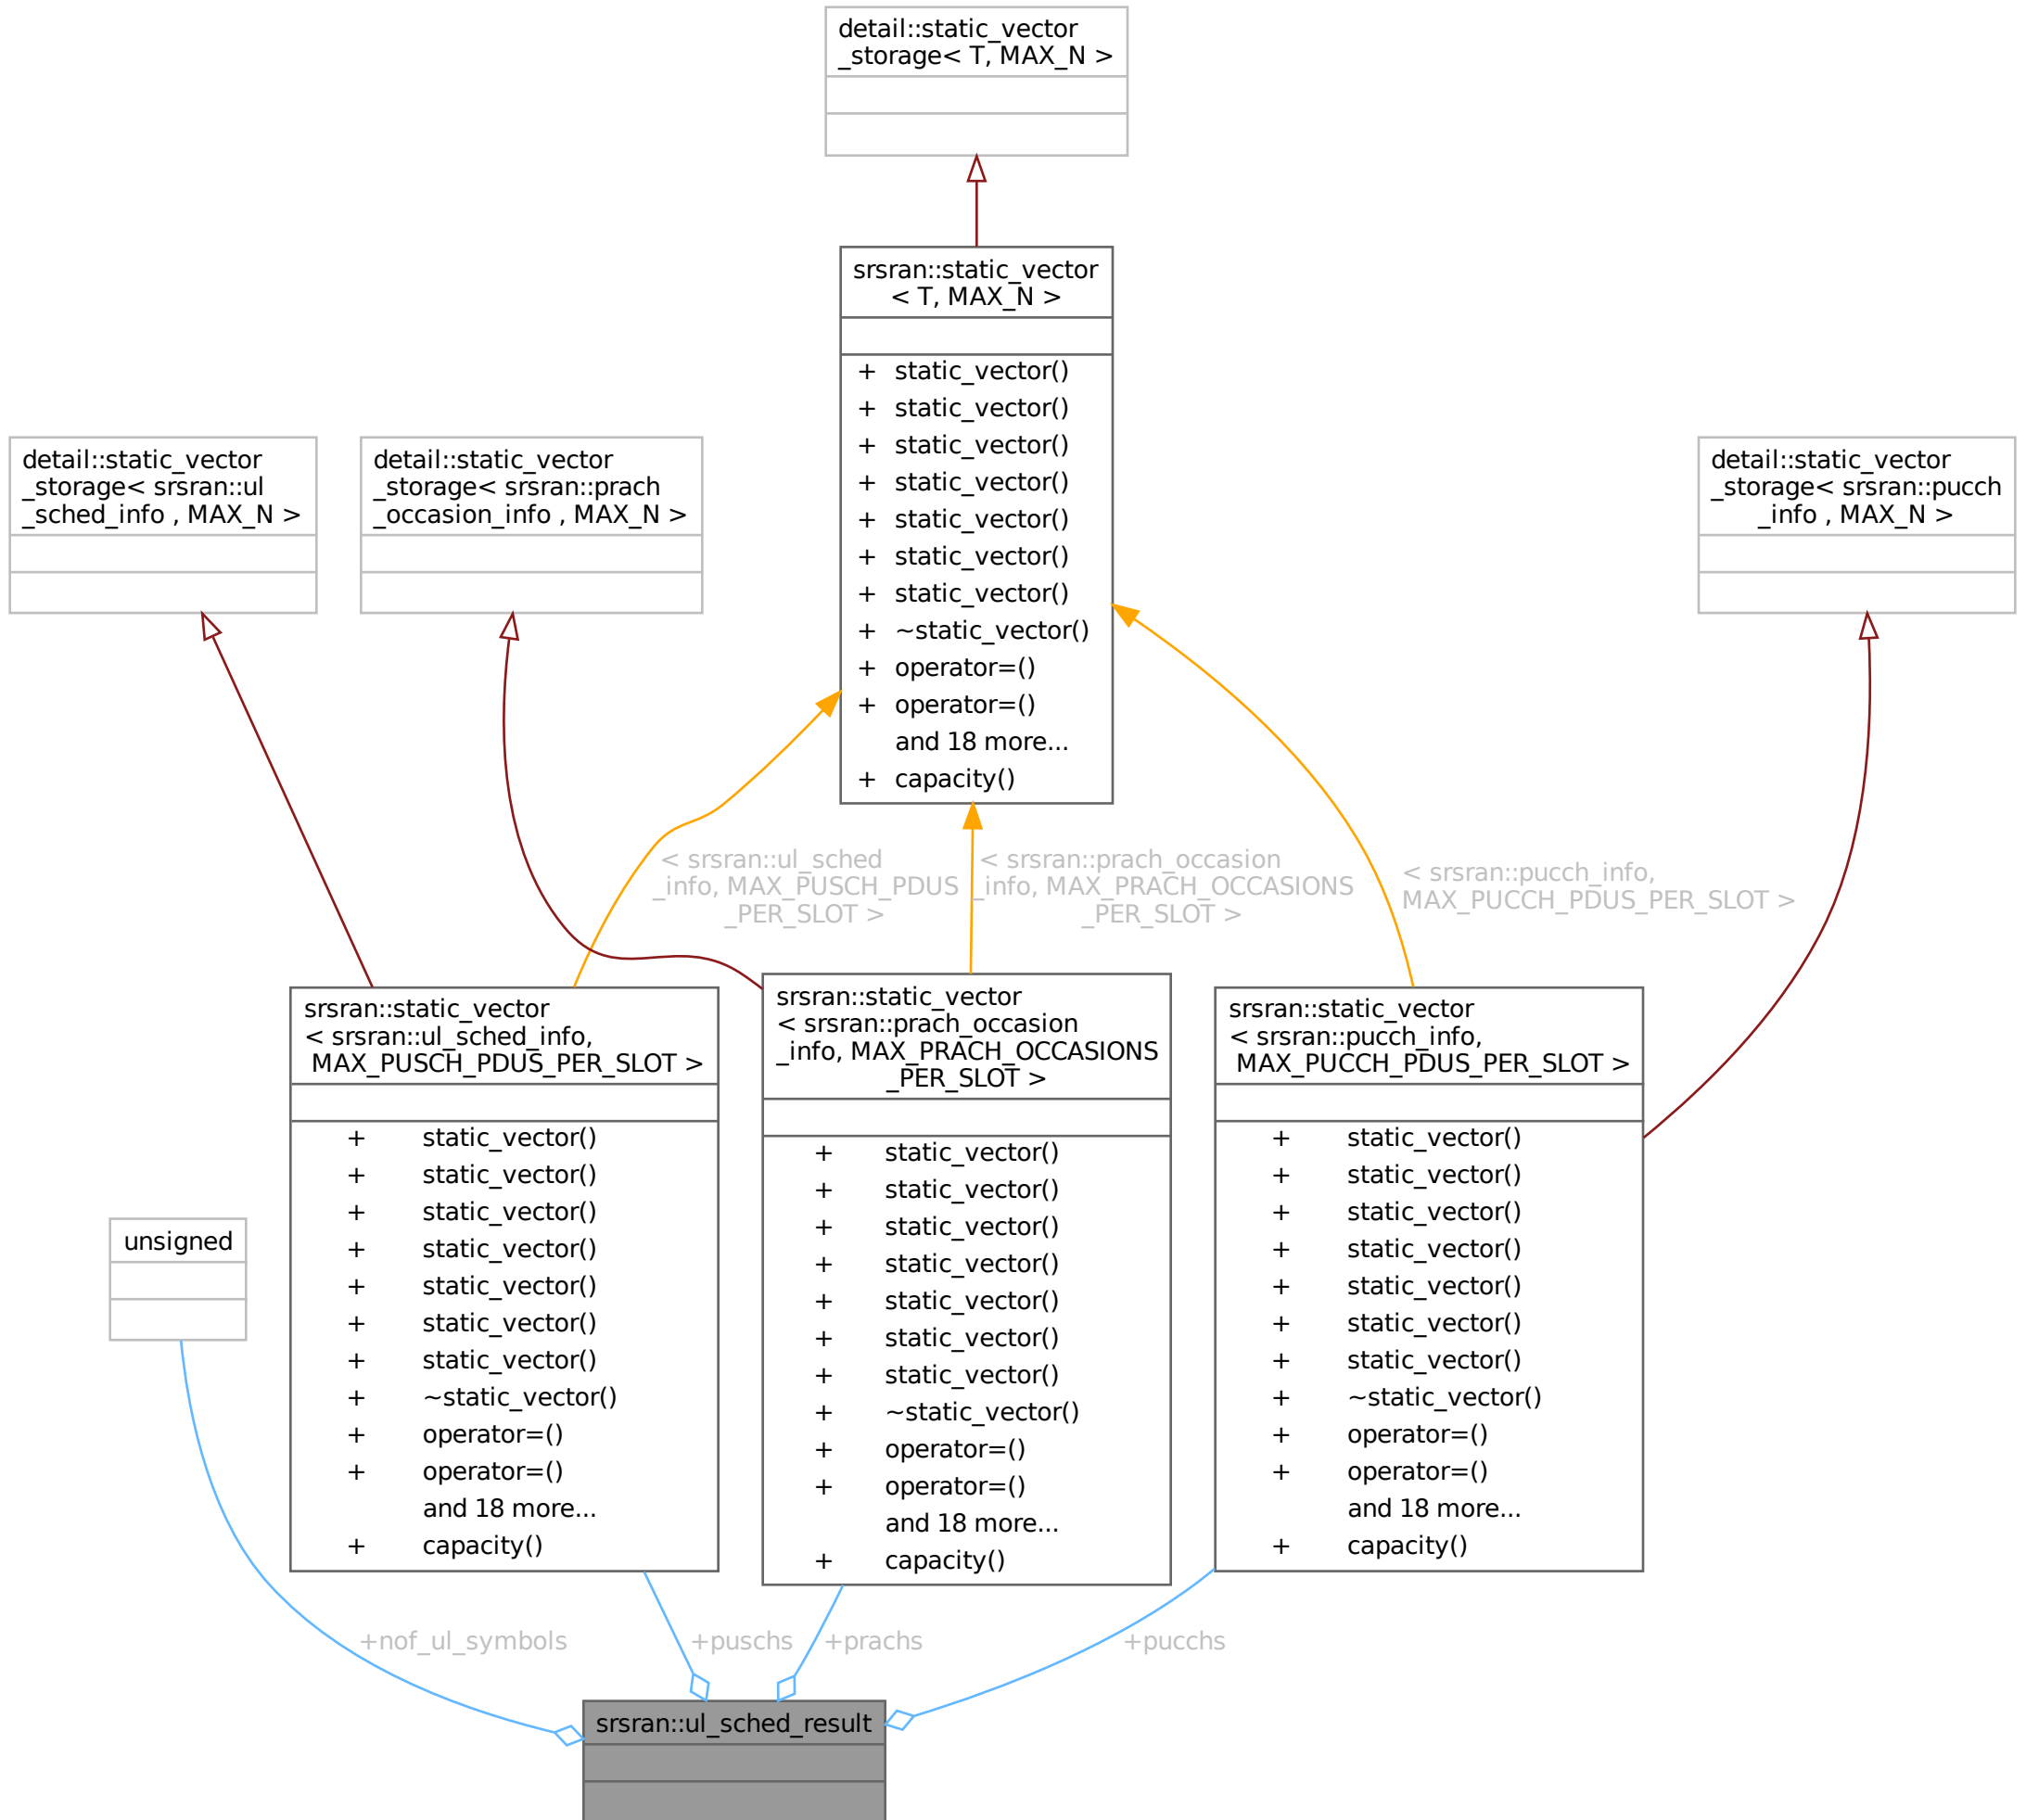 detail::static_vector
_storage< T, MAX_N >
srsran::static_vector
< T, MAX_N >
+ static_vector()
+ static_vector()
+ static_vector()
+ static_vector()
+ static_vector()
+ static_vector()
+ static_vector()
+ ~static_vector()
+ operator=()
+ operator=()
and 18 more...
+ capacity()
detail::static_vector
_storage< srsran::ul
_sched_info , MAX_N >
detail::static_vector
_storage< srsran::prach
_occasion_info , MAX_N >
detail::static_vector
_storage< srsran::pucch
_info , MAX_N >
< srsran::ul_sched
_info, MAX_PUSCH_PDUS
_PER_SLOT >
< srsran::prach_occasion
_info, MAX_PRACH_OCCASIONS
_PER_SLOT >
< srsran::pucch_info,
MAX_PUCCH_PDUS_PER_SLOT >
srsran::static_vector
< srsran::ul_sched_info,
MAX_PUSCH_PDUS_PER_SLOT >
+ static_vector()
+ static_vector()
+ static_vector()
+ static_vector()
+ static_vector()
+ static_vector()
+ static_vector()
+ ~static_vector()
+ operator=()
+ operator=()
and 18 more...
+ capacity()
srsran::static_vector
< srsran::prach_occasion
_info, MAX_PRACH_OCCASIONS
_PER_SLOT >
+ static_vector()
+ static_vector()
+ static_vector()
+ static_vector()
+ static_vector()
+ static_vector()
+ static_vector()
+ ~static_vector()
+ operator=()
+ operator=()
and 18 more...
+ capacity()
srsran::static_vector
< srsran::pucch_info,
MAX_PUCCH_PDUS_PER_SLOT >
+ static_vector()
+ static_vector()
+ static_vector()
+ static_vector()
+ static_vector()
+ static_vector()
+ static_vector()
+ ~static_vector()
+ operator=()
+ operator=()
and 18 more...
+ capacity()
unsigned
+nof_ul_symbols
+puschs
+prachs
+pucchs
srsran::ul_sched_result